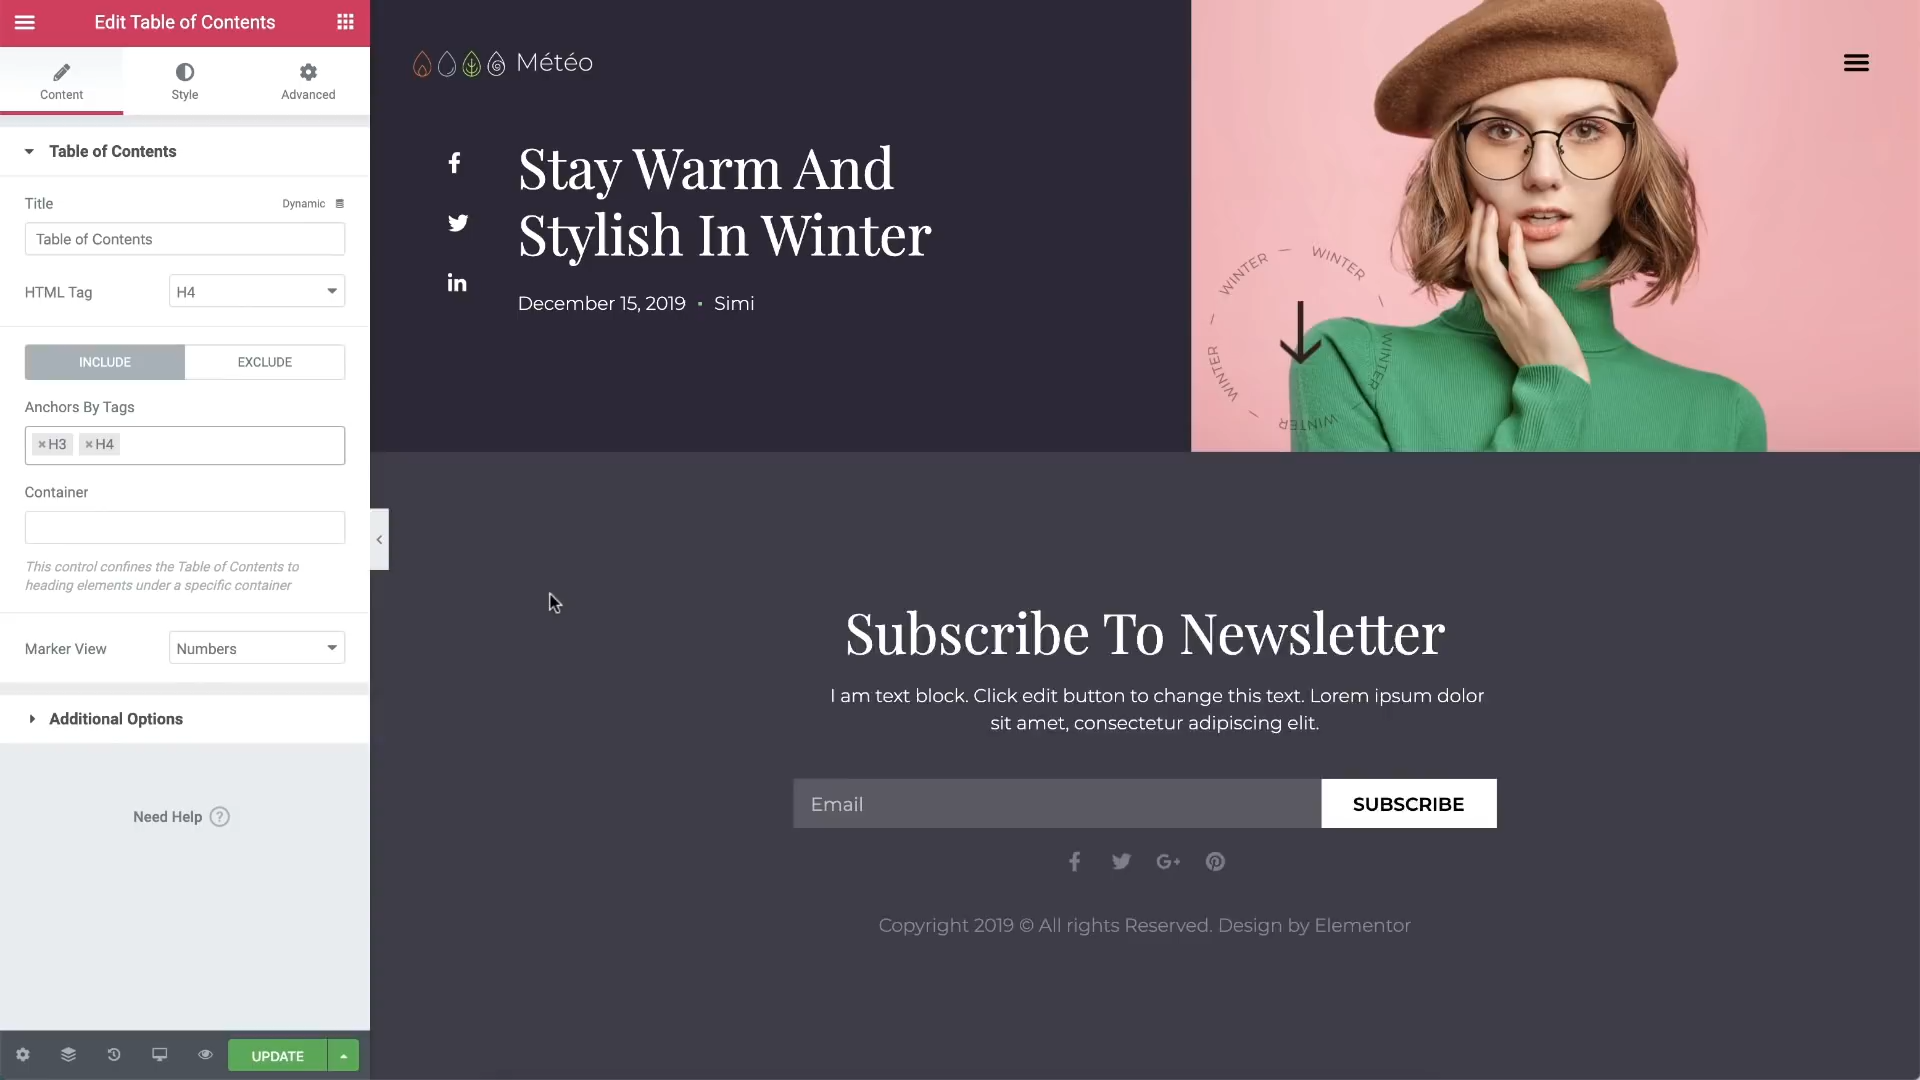 Edit Table of Contents
Content
Style
Advanced
Table of Contents
Title
Dynamic
Table of Contents
HTML Tag
H4
INCLUDE
EXCLUDE
Anchors By Tags
×H3 ×H4
Container
This control confines the Table of Contents to
heading elements under a specific container
Marker View
Numbers
Additional Options
Need Help ?
UPDATE
Météo
Stay Warm And
Stylish In Winter
December 15, 2019 • Simi
WINTER — WINTER — WINTER — WINTER — WINTER —
Subscribe To Newsletter
I am text block. Click edit button to change this text. Lorem ipsum dolor
sit amet, consectetur adipiscing elit.
Email
SUBSCRIBE
Copyright 2019 © All rights Reserved. Design by Elementor